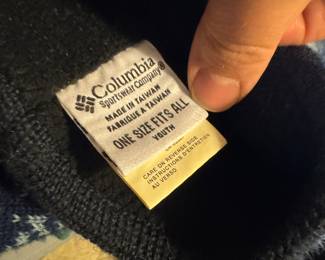 Columbia
Sportswear Company
MADE IN TAIWAN
FABRIQUÉ A TAIWAN
ONE SIZE FITS ALL
YOUTH
CARE ON REVERSE SIDE
INSTRUCTIONS D'ENTRETIEN
AU VERSO